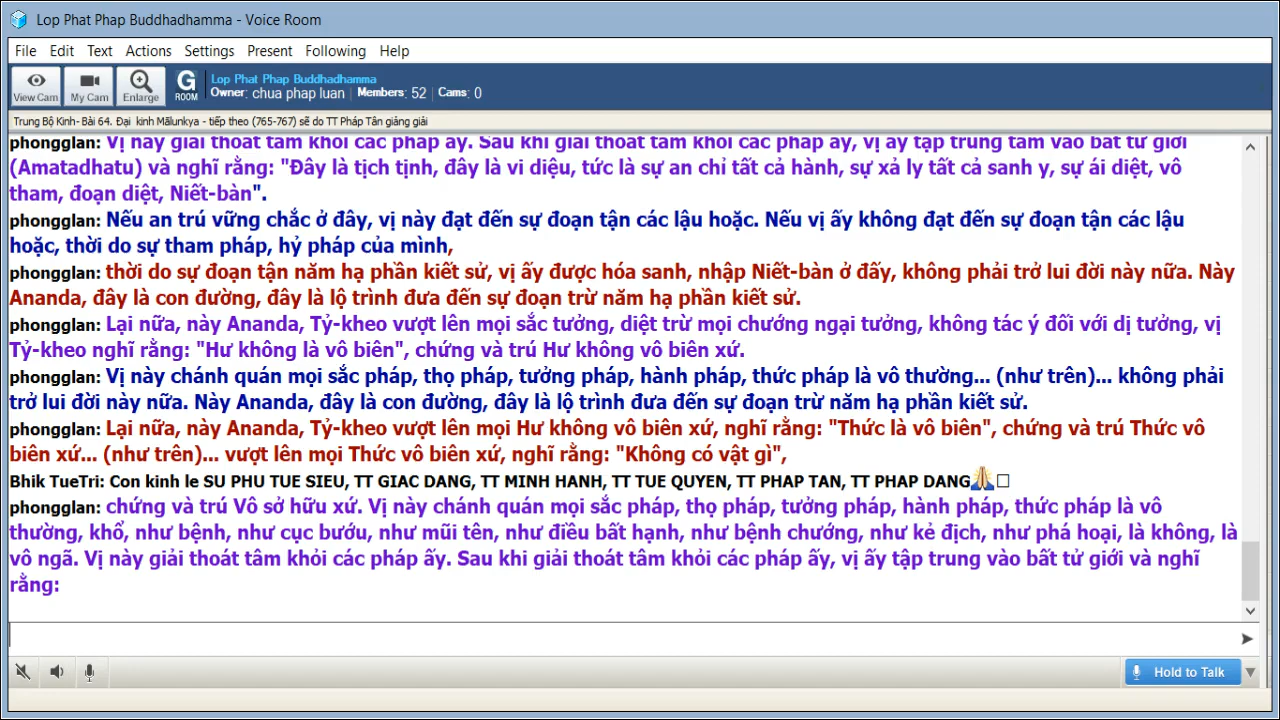 Lop Phat Phap Buddhadhamma - Voice Room
File Edit Text Actions Settings Present Following Help
View Cam My Cam Enlarge G ROOM
Lop Phat Phap Buddhadhamma
Owner: chua phap luan | Members: 52 | Cams: 0
Trung Bộ Kinh- Bài 64. Đại kinh Mālunkya - tiếp theo (765-767) sẽ do TT Pháp Tân giảng giải
phongglan: Vị này giải thoát tâm khỏi các pháp ấy. Sau khi giải thoát tâm khỏi các pháp ấy, vị ấy tập trung tâm vào bất tử giới
(Amatadhatu) và nghĩ rằng: "Đây là tịch tịnh, đây là vi diệu, tức là sự an chỉ tất cả hành, sự xả ly tất cả sanh y, sự ái diệt, vô
tham, đoạn diệt, Niết-bàn".
phongglan: Nếu an trú vững chắc ở đây, vị này đạt đến sự đoạn tận các lậu hoặc. Nếu vị ấy không đạt đến sự đoạn tận các lậu
hoặc, thời do sự tham pháp, hỷ pháp của mình,
phongglan: thời do sự đoạn tận năm hạ phần kiết sử, vị ấy được hóa sanh, nhập Niết-bàn ở đấy, không phải trở lui đời này nữa. Này
Ananda, đây là con đường, đây là lộ trình đưa đến sự đoạn trừ năm hạ phần kiết sử.
phongglan: Lại nữa, này Ananda, Tỷ-kheo vượt lên mọi sắc tưởng, diệt trừ mọi chướng ngại tưởng, không tác ý đối với dị tưởng, vị
Tỷ-kheo nghĩ rằng: "Hư không là vô biên", chứng và trú Hư không vô biên xứ.
phongglan: Vị này chánh quán mọi sắc pháp, thọ pháp, tưởng pháp, hành pháp, thức pháp là vô thường... (như trên)... không phải
trở lui đời này nữa. Này Ananda, đây là con đường, đây là lộ trình đưa đến sự đoạn trừ năm hạ phần kiết sử.
phongglan: Lại nữa, này Ananda, Tỷ-kheo vượt lên mọi Hư không vô biên xứ, nghĩ rằng: "Thức là vô biên", chứng và trú Thức vô
biên xứ... (như trên)... vượt lên mọi Thức vô biên xứ, nghĩ rằng: "Không có vật gì",
Bhik TueTri: Con kinh le SU PHU TUE SIEU, TT GIAC DANG, TT MINH HANH, TT TUE QUYEN, TT PHAP TAN, TT PHAP DANG🙏□
phongglan: chứng và trú Vô sở hữu xứ. Vị này chánh quán mọi sắc pháp, thọ pháp, tưởng pháp, hành pháp, thức pháp là vô
thường, khổ, như bệnh, như cục bướu, như mũi tên, như điều bất hạnh, như bệnh chướng, như kẻ địch, như phá hoại, là không, là
vô ngã. Vị này giải thoát tâm khỏi các pháp ấy. Sau khi giải thoát tâm khỏi các pháp ấy, vị ấy tập trung vào bất tử giới và nghĩ
rằng:
Hold to Talk